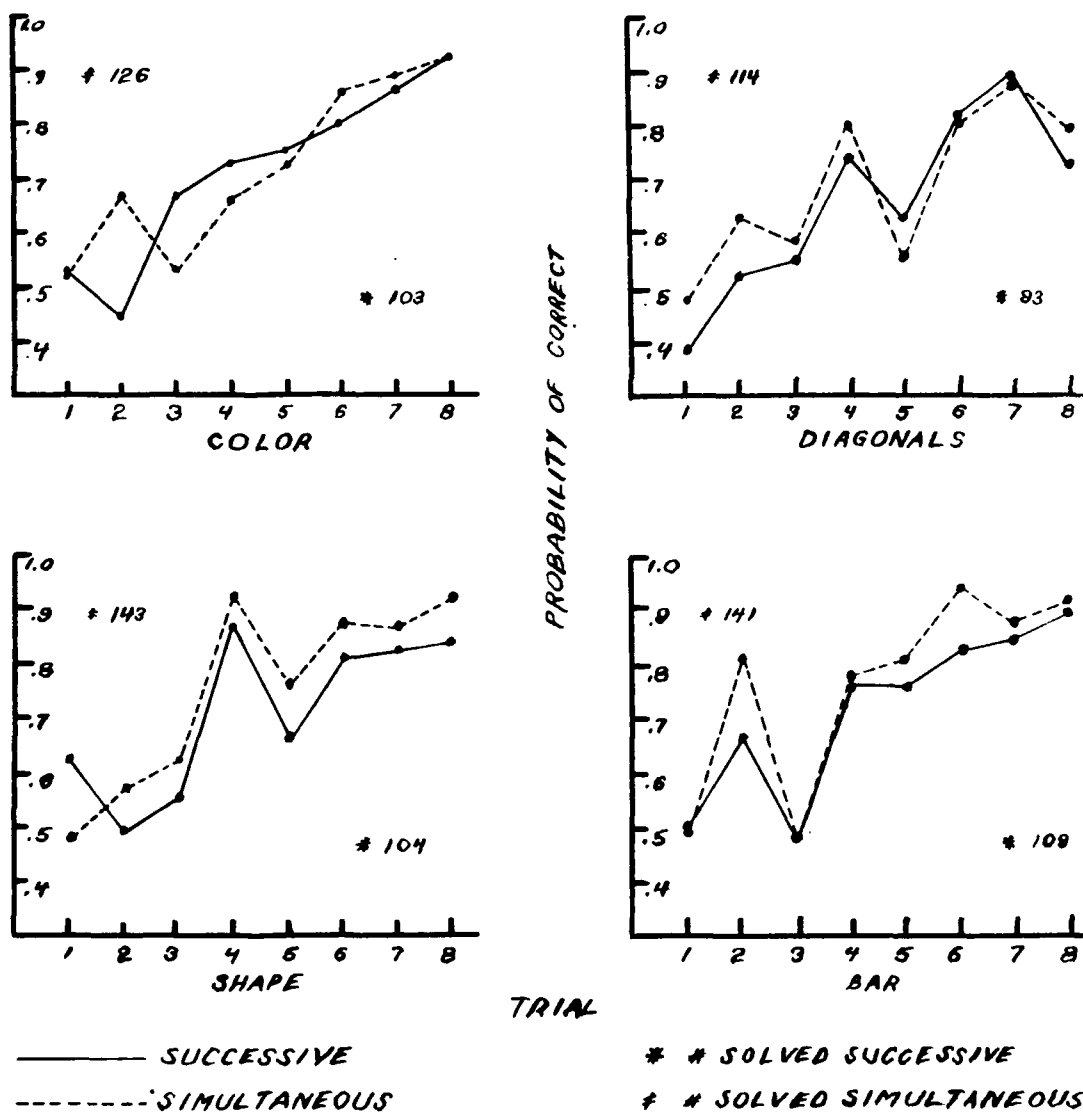 1.0
.9
.8
.7
.6
.5
.4
‡ 126
* 103
1 2 3 4 5 6 7 8
COLOR
1.0
.9
.8
.7
.6
.5
.4
‡ 114
* 93
1 2 3 4 5 6 7 8
DIAGONALS
PROBABILITY OF CORRECT
1.0
.9
.8
.7
.6
.5
.4
‡ 143
* 104
1 2 3 4 5 6 7 8
SHAPE
1.0
.9
.8
.7
.6
.5
.4
‡ 141
* 109
1 2 3 4 5 6 7 8
BAR
TRIAL
SUCCESSIVE
SIMULTANEOUS
* # SOLVED SUCCESSIVE
‡ # SOLVED SIMULTANEOUS